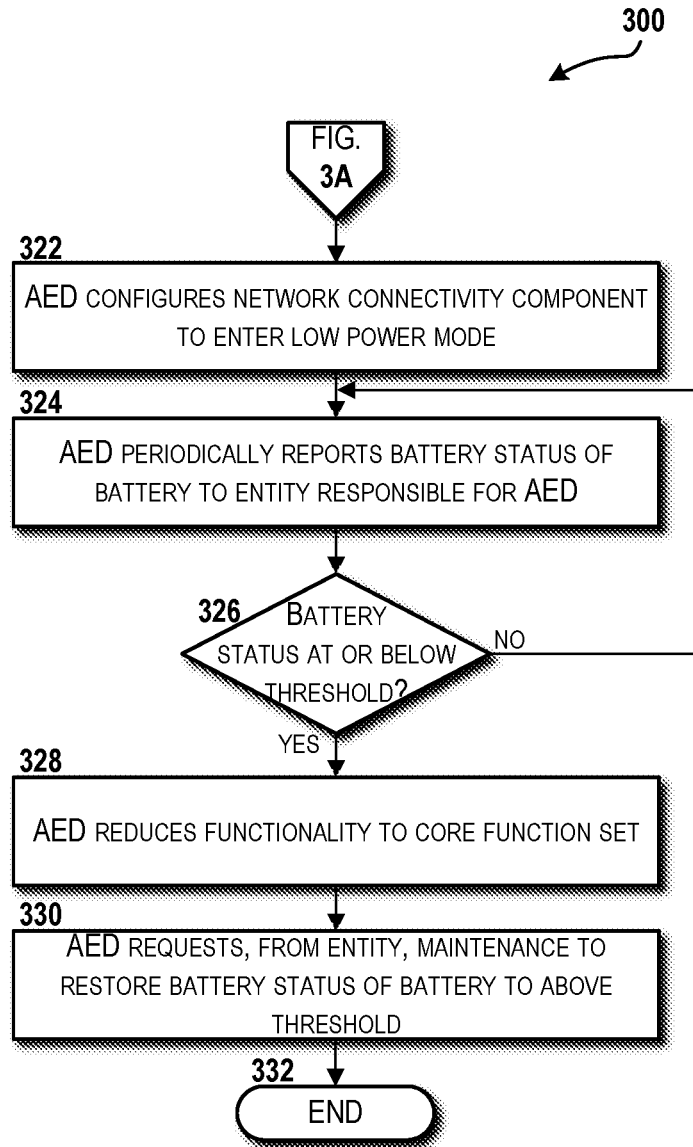 300
FIG.
3A
322
AED CONFIGURES NETWORK CONNECTIVITY COMPONENT
TO ENTER LOW POWER MODE
324
AED PERIODICALLY REPORTS BATTERY STATUS OF
BATTERY TO ENTITY RESPONSIBLE FOR AED
326
BATTERY
STATUS AT OR BELOW
THRESHOLD?
NO
YES
328
AED REDUCES FUNCTIONALITY TO CORE FUNCTION SET
330
AED REQUESTS, FROM ENTITY, MAINTENANCE TO
RESTORE BATTERY STATUS OF BATTERY TO ABOVE
THRESHOLD
332
END